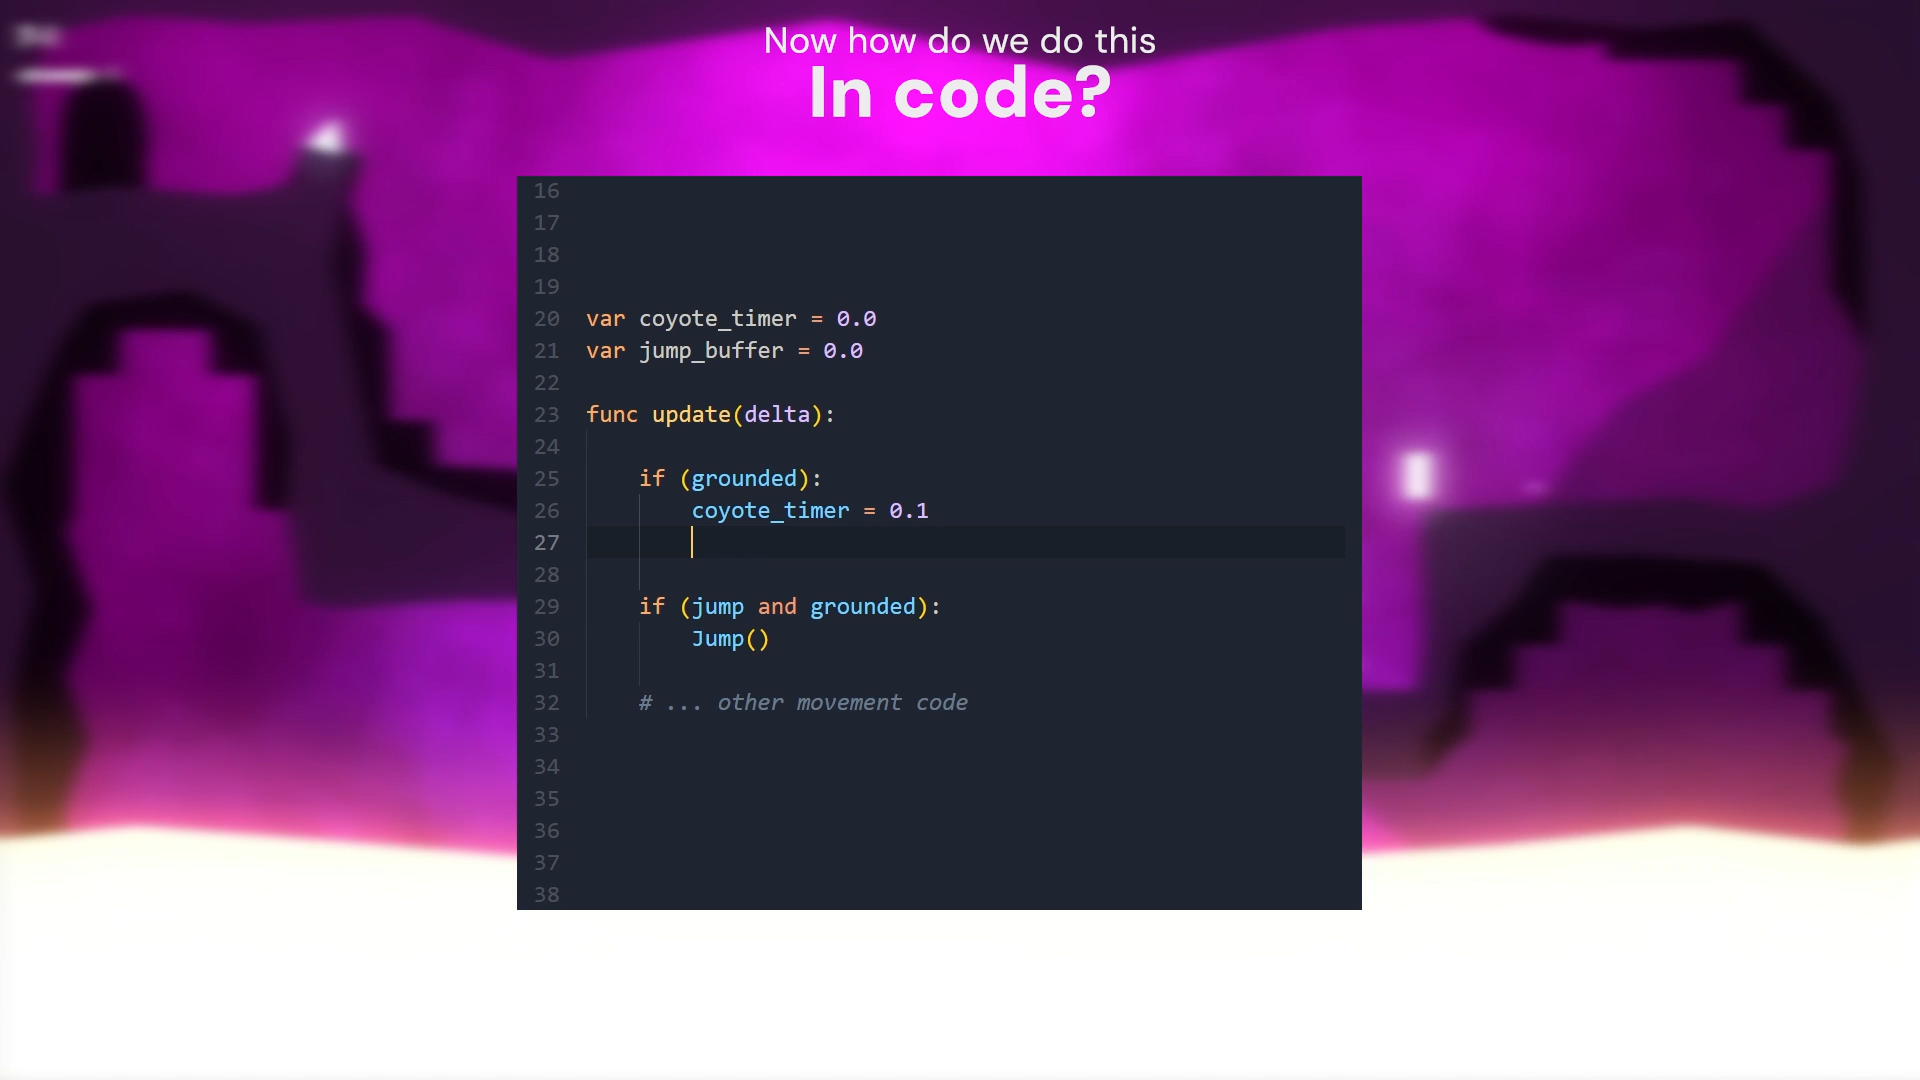 Now how do we do this
In code?
16
17
18
19
20 var coyote_timer = 0.0
21 var jump_buffer = 0.0
22
23 func update(delta):
24
25 if (grounded):
26 coyote_timer = 0.1
27
28
29 if (jump and grounded):
30 Jump()
31
32 # ... other movement code
33
34
35
36
37
38